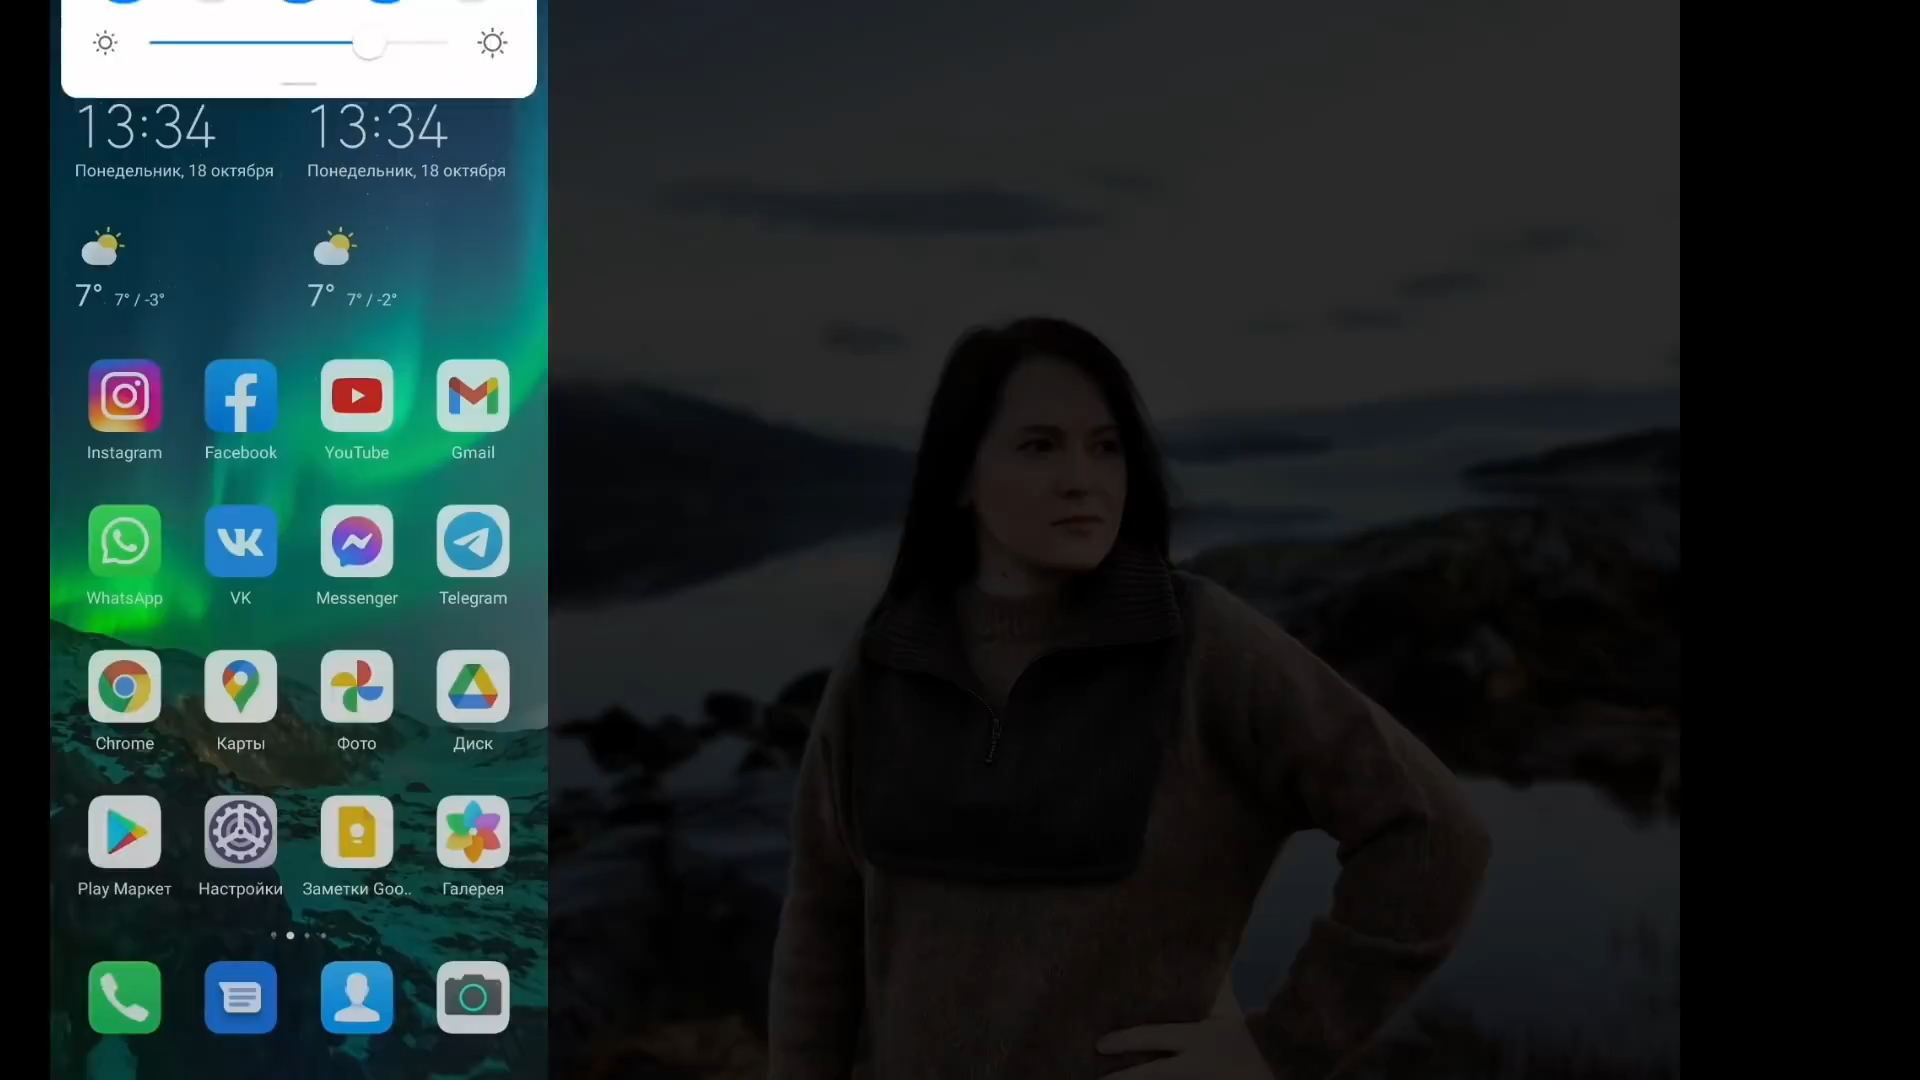 13:34 13:34
Понедельник, 18 октября Понедельник, 18 октября
7° 7° / -3° 7° 7° / -2°
Instagram Facebook YouTube Gmail
WhatsApp VK Messenger Telegram
Chrome Карты Фото Диск
Play Маркет Настройки Заметки Goo.. Галерея